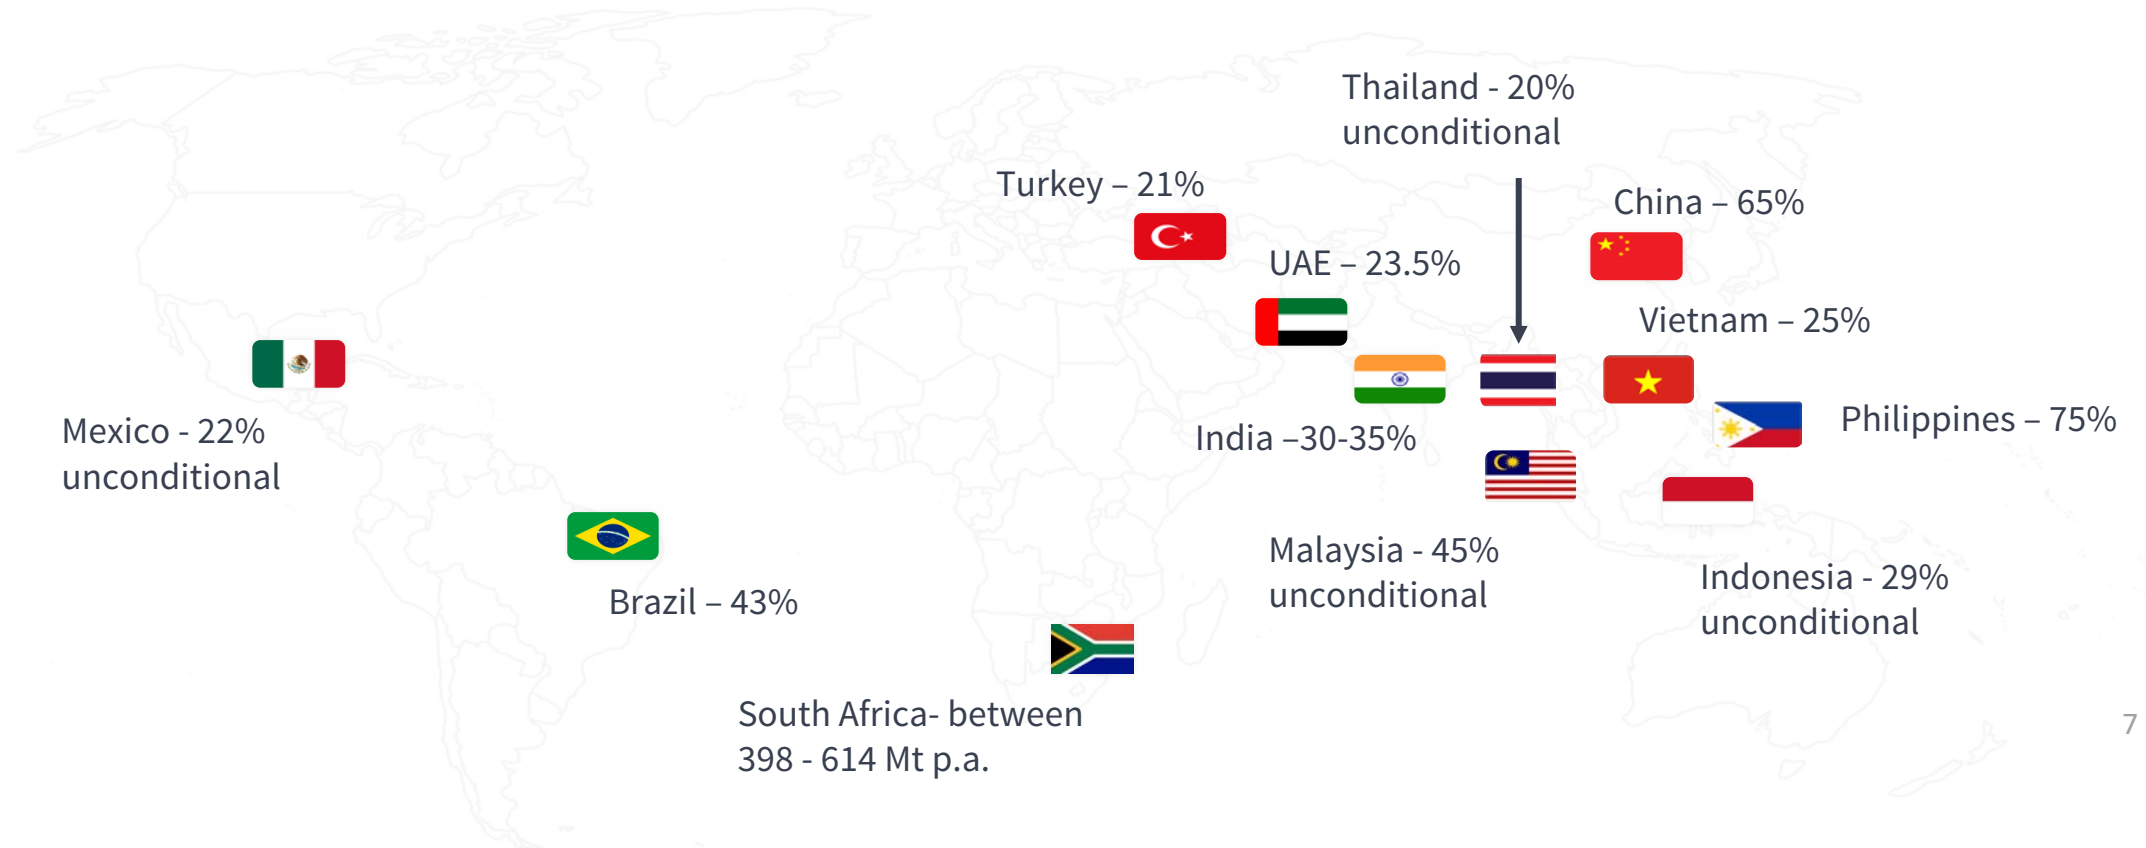 Thailand - 20%
unconditional
Turkey – 21%
China – 65%
UAE – 23.5%
Vietnam – 25%
Mexico - 22%
unconditional
India –30-35%
Philippines – 75%
Brazil – 43%
Malaysia - 45%
unconditional
Indonesia - 29%
unconditional
South Africa- between
398 - 614 Mt p.a.
7